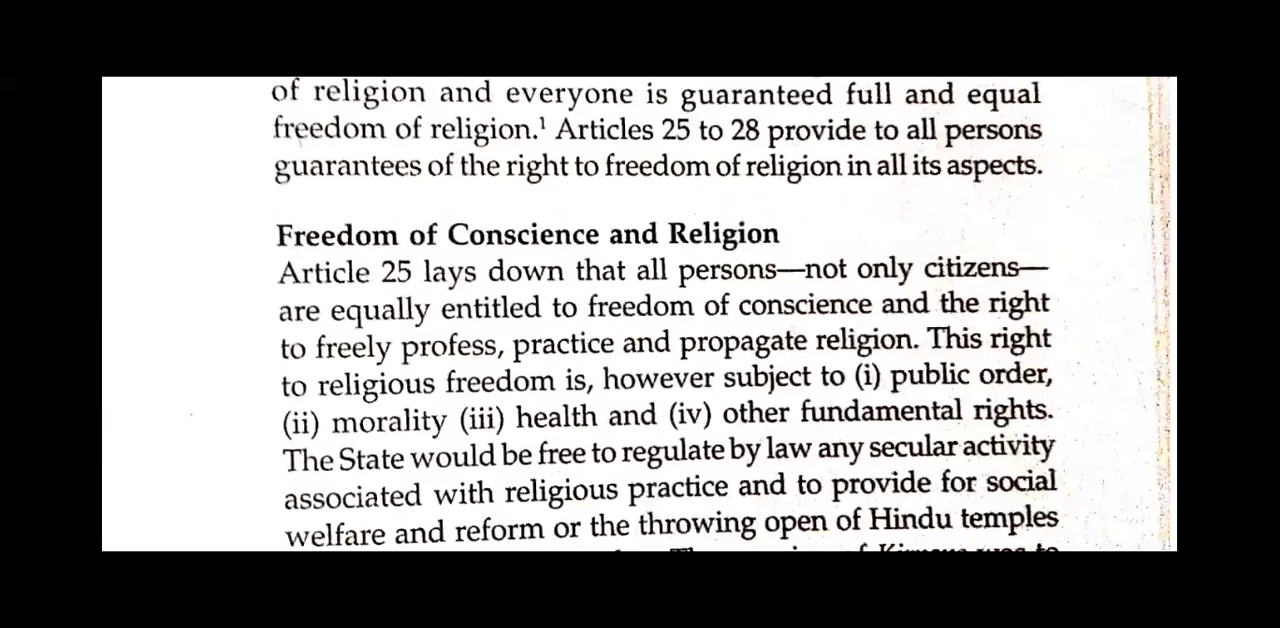 of religion and everyone is guaranteed full and equal
freedom of religion.¹ Articles 25 to 28 provide to all persons
guarantees of the right to freedom of religion in all its aspects.
Freedom of Conscience and Religion
Article 25 lays down that all persons—not only citizens—
are equally entitled to freedom of conscience and the right
to freely profess, practice and propagate religion. This right
to religious freedom is, however subject to (i) public order,
(ii) morality (iii) health and (iv) other fundamental rights.
The State would be free to regulate by law any secular activity
associated with religious practice and to provide for social
welfare and reform or the throwing open of Hindu temples